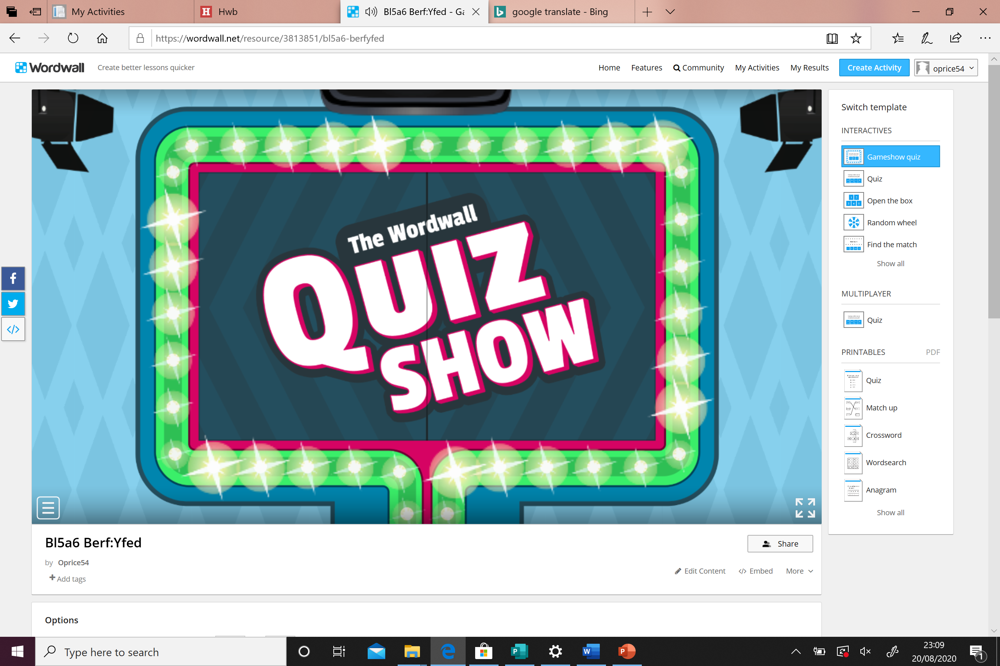 My Activities
Hwb
Bl5a6 Berf:Yfed - Ga
google translate - Bing
https://wordwall.net/resource/3813851/bl5a6-berfyfed
Wordwall
Create better lessons quicker
Home
Features
Community
My Activities
My Results
Create Activity
oprice54
The Wordwall
QUIZ
SHOW
Switch template
INTERACTIVES
Gameshow quiz
Quiz
Open the box
Random wheel
Find the match
Show all
MULTIPLAYER
Quiz
PRINTABLES PDF
Quiz
Match up
Crossword
Wordsearch
Anagram
Show all
Bl5a6 Berf:Yfed
Share
by Oprice54
Edit Content
</> Embed
More
Add tags
Options
Type here to search
23:09
20/08/2020
1